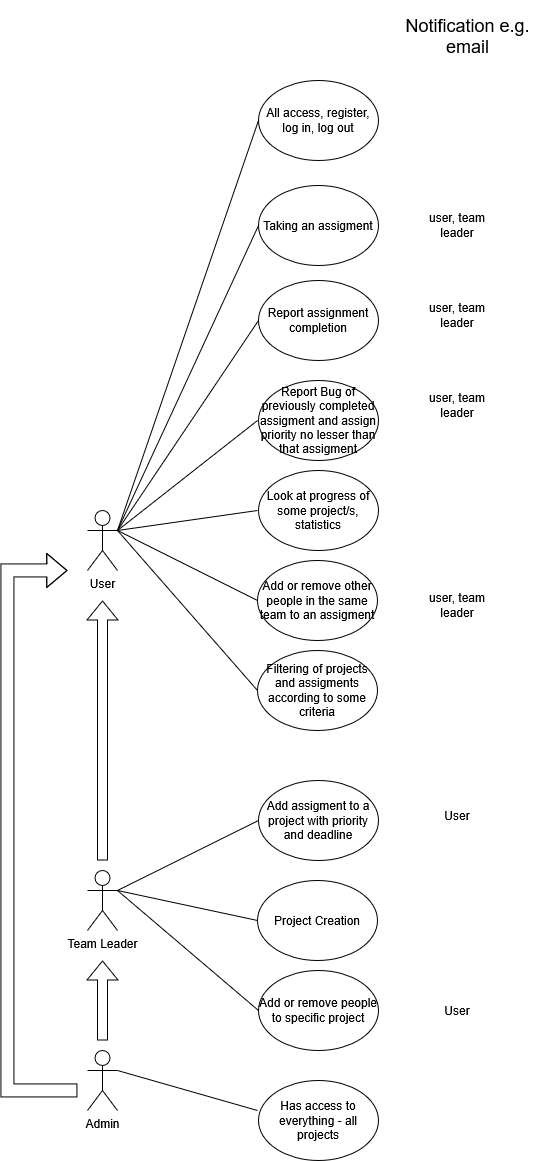 Notification e.g.
email
All access, register,
log in, log out
Taking an assigment
user, team
leader
Report assignment
completion
user, team
leader
Report Bug of
previously completed
assigment and assign
priority no lesser than
that assigment
user, team
leader
Look at progress of
some project/s,
statistics
User
Add or remove other
people in the same
team to an assigment
user, team
leader
Filtering of projects
and assigments
according to some
criteria
Add assigment to a
project with priority
and deadline
User
Team Leader
Project Creation
Add or remove people
to specific project
User
Admin
Has access to
everything - all
projects